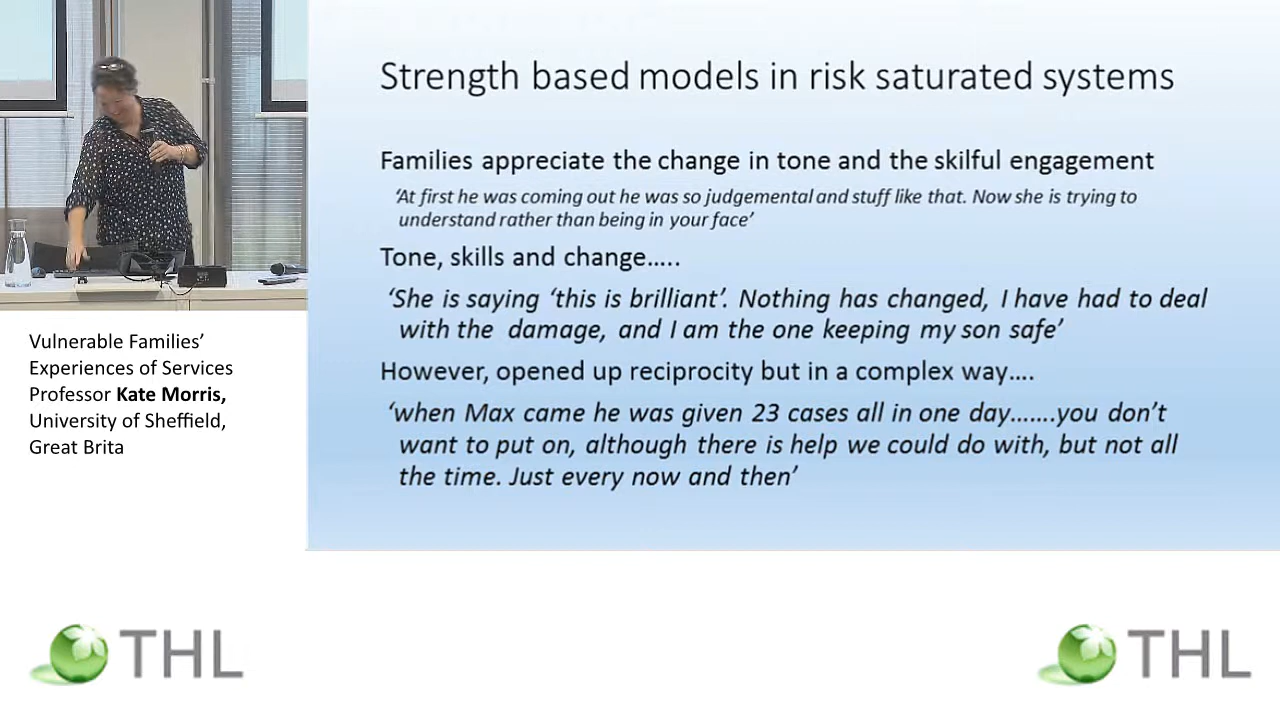 Strength based models in risk saturated systems
Families appreciate the change in tone and the skilful engagement
‘At first he was coming out he was so judgemental and stuff like that. Now she is trying to
understand rather than being in your face’
Tone, skills and change…..
‘She is saying ‘this is brilliant’. Nothing has changed, I have had to deal
with the damage, and I am the one keeping my son safe’
However, opened up reciprocity but in a complex way….
‘when Max came he was given 23 cases all in one day…….you don’t
want to put on, although there is help we could do with, but not all
the time. Just every now and then’
Vulnerable Families’
Experiences of Services
Professor Kate Morris,
University of Sheffield,
Great Brita
THL
THL